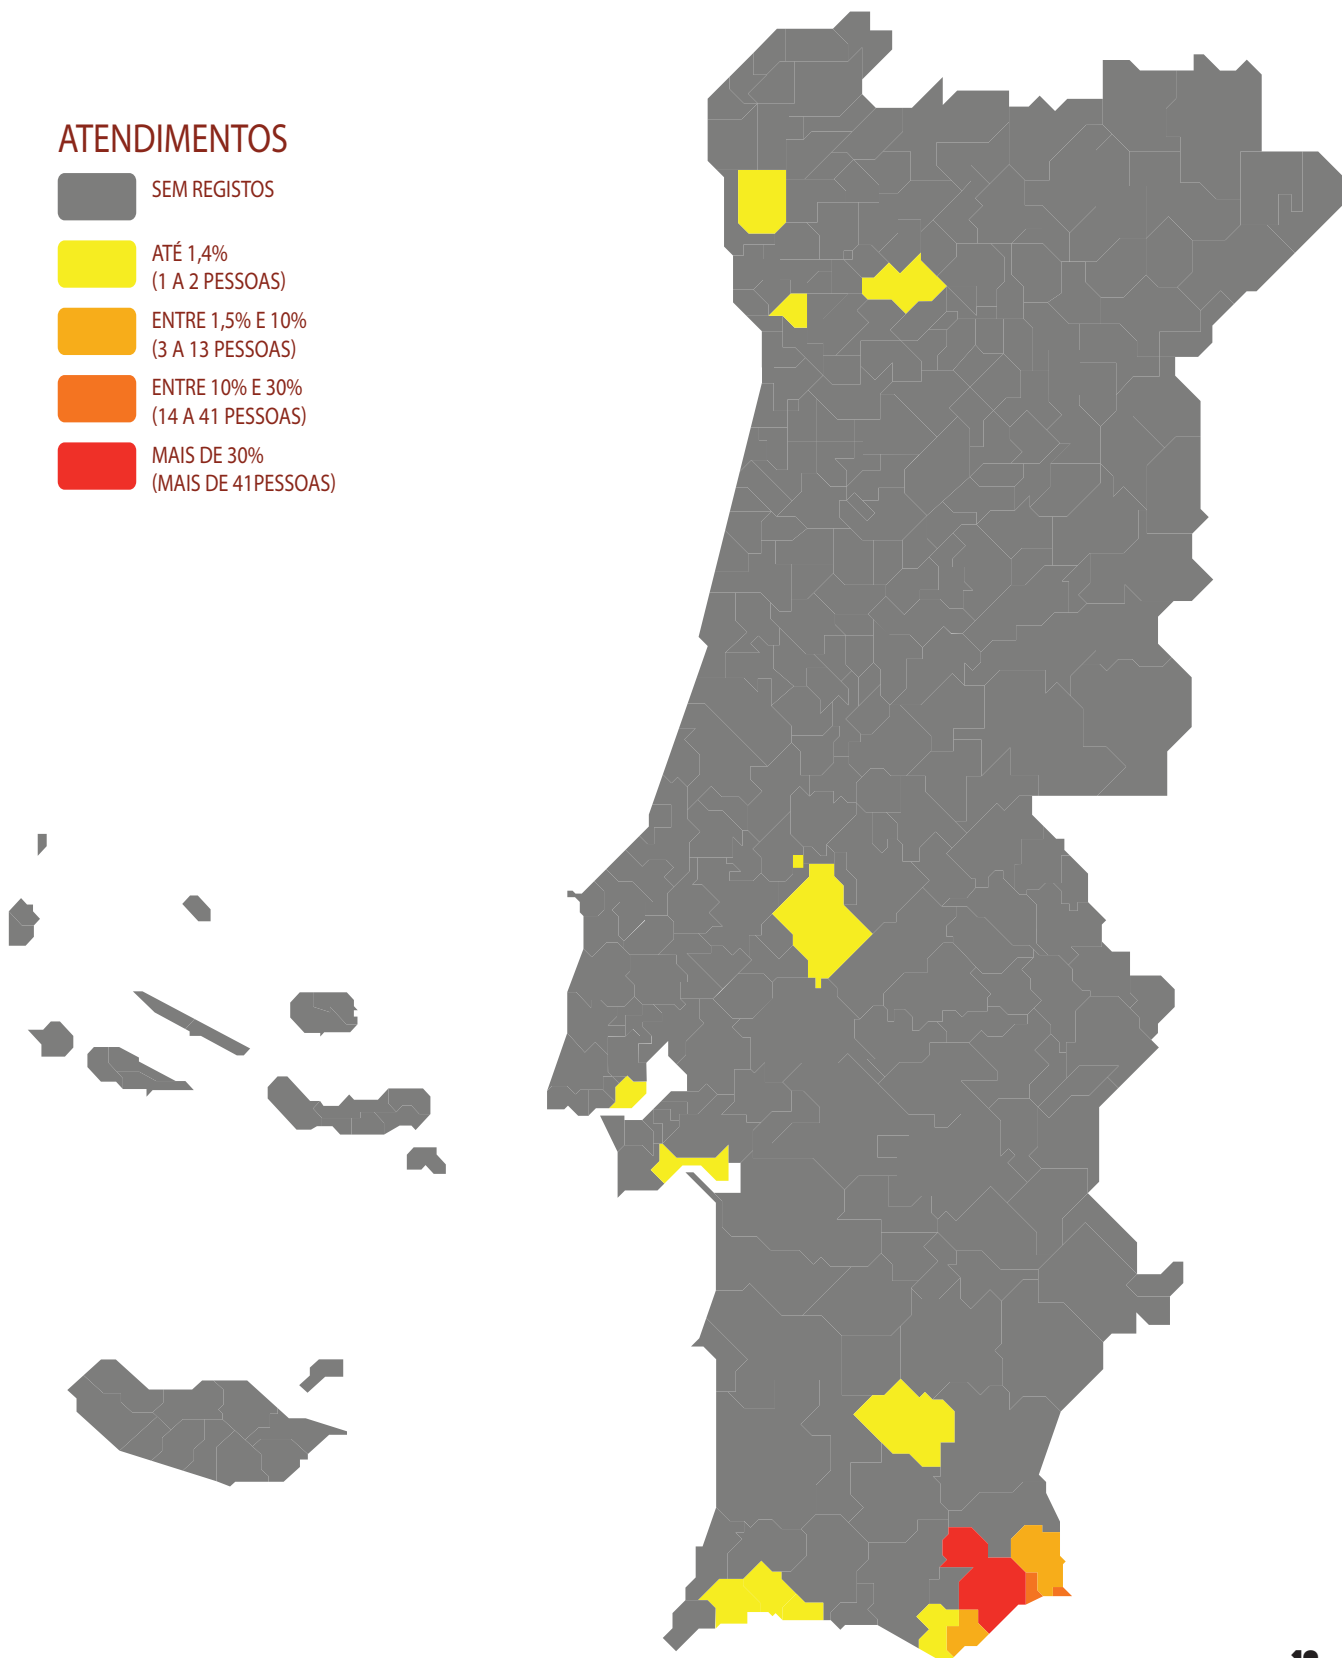 ATENDIMENTOS
SEM REGISTOS
ATÉ 1,4%
(1 A 2 PESSOAS)
ENTRE 1,5% E 10%
(3 A 13 PESSOAS)
ENTRE 10% E 30%
(14 A 41 PESSOAS)
MAIS DE 30%
(MAIS DE 41PESSOAS)